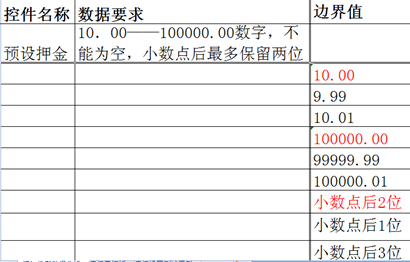 控件名称 数据要求 边界值
10. 00——100000.00数字，不
预设押金 能为空，小数点后最多保留两位
10.00
9.99
10.01
100000.00
99999.99
100000.01
小数点后2位
小数点后1位
小数点后3位